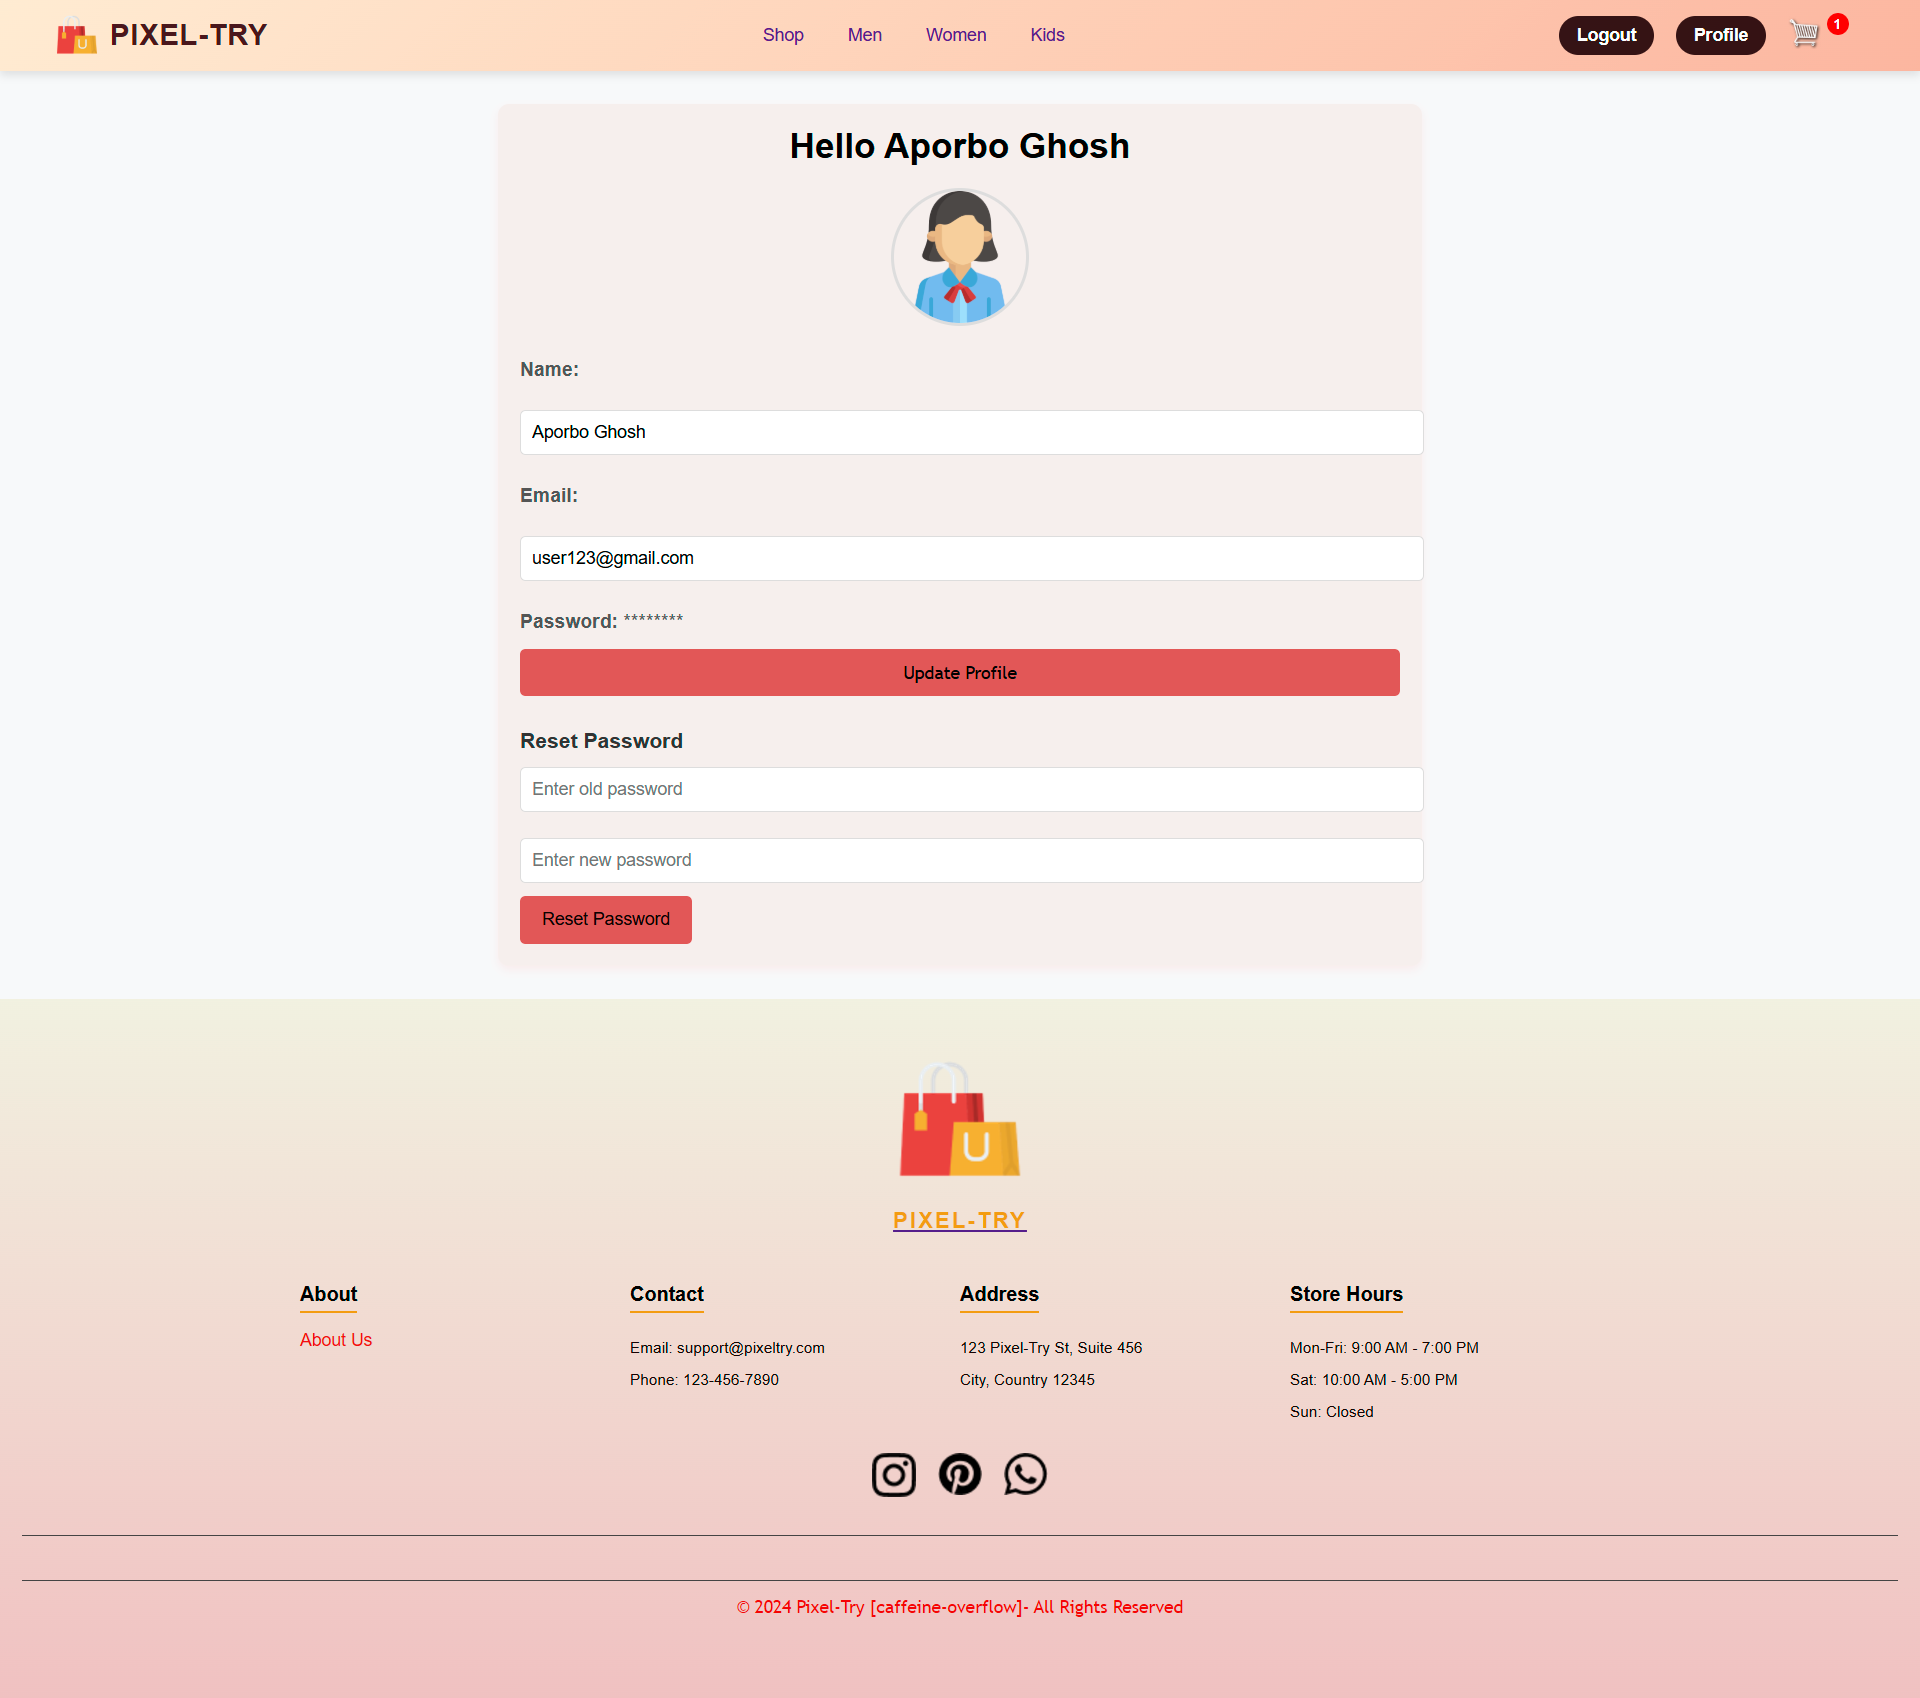 PIXEL-TRY
Shop Men Women Kids
Logout Profile 1
Hello Aporbo Ghosh
Name:
Aporbo Ghosh
Email:
user123@gmail.com
Password: ********
Update Profile
Reset Password
Enter old password
Enter new password
Reset Password
U
PIXEL-TRY
About
About Us
Contact
Email: support@pixeltry.com
Phone: 123-456-7890
Address
123 Pixel-Try St, Suite 456
City, Country 12345
Store Hours
Mon-Fri: 9:00 AM - 7:00 PM
Sat: 10:00 AM - 5:00 PM
Sun: Closed
© 2024 Pixel-Try [caffeine-overflow]- All Rights Reserved